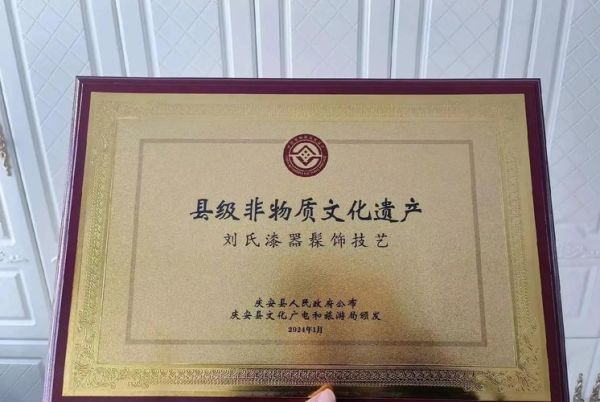 县级非物质文化遗产
刘氏漆器髹饰技艺
庆安县人民政府公布
庆安县文化广电和旅游局颁发
2024年1月